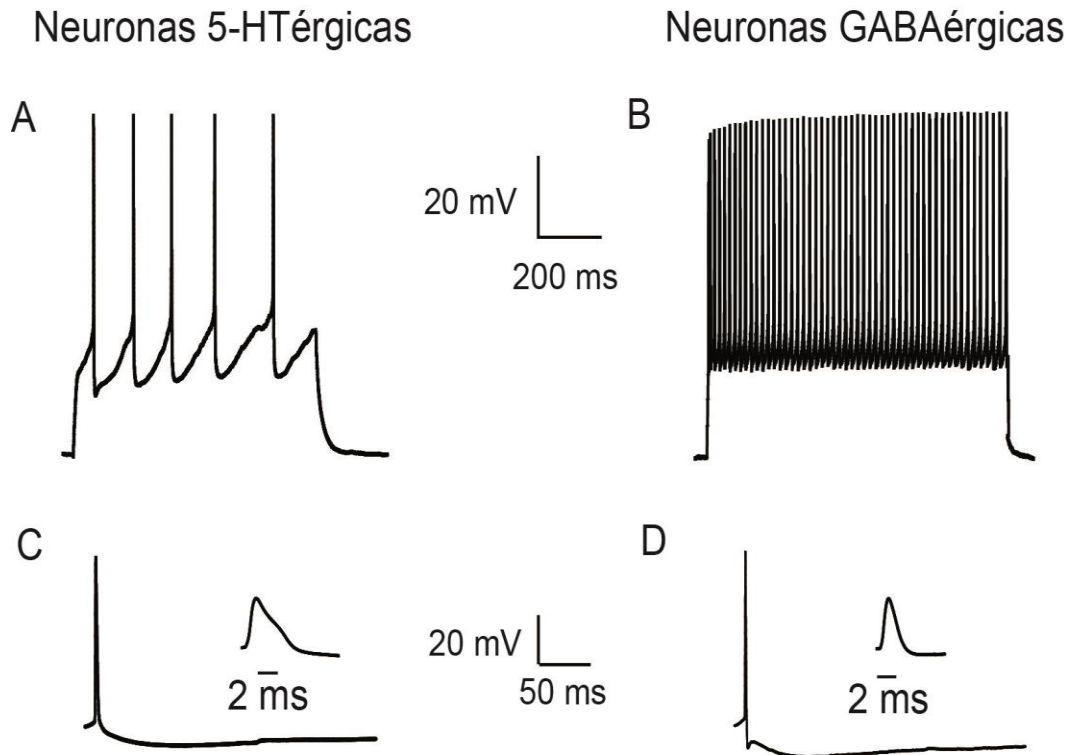 Neuronas 5-HTérgicas
Neuronas GABAérgicas
A
B
20 mV
200 ms
C
D
2 ms
20 mV
50 ms
2 ms